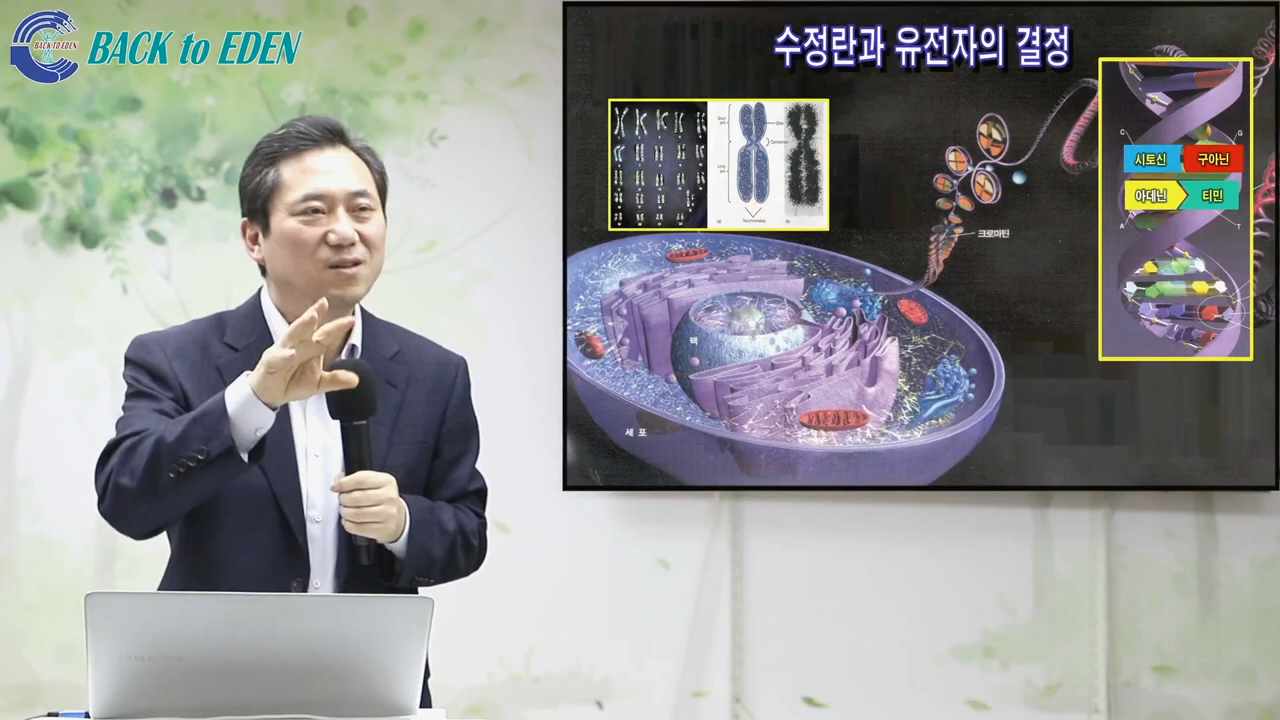 BACK TO EDEN
BACK to EDEN
수정란과 유전자의 결정
C
G
시토신
구아닌
아데닌
티민
A
T
크로마틴
핵
세 포